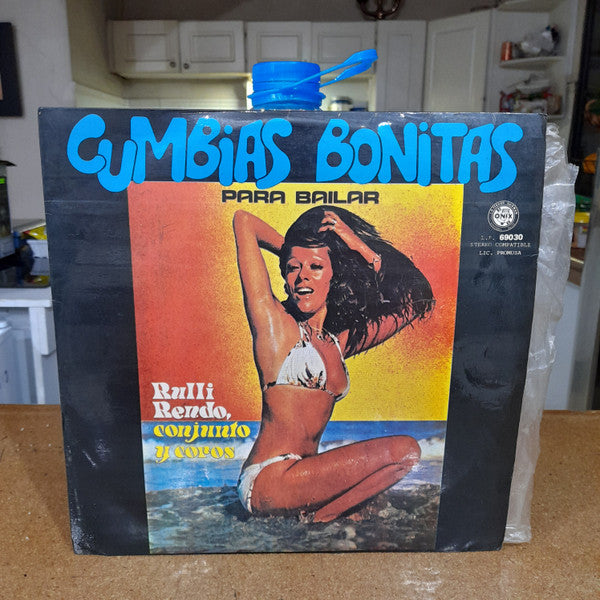 CUMBiAS BONiTAS
PARA BAILAR
ONIX
L.P. 69030
STEREO COMPATIBLE
LIC. PROMUSA
Rulli
Rendo,
conjunto
y coros